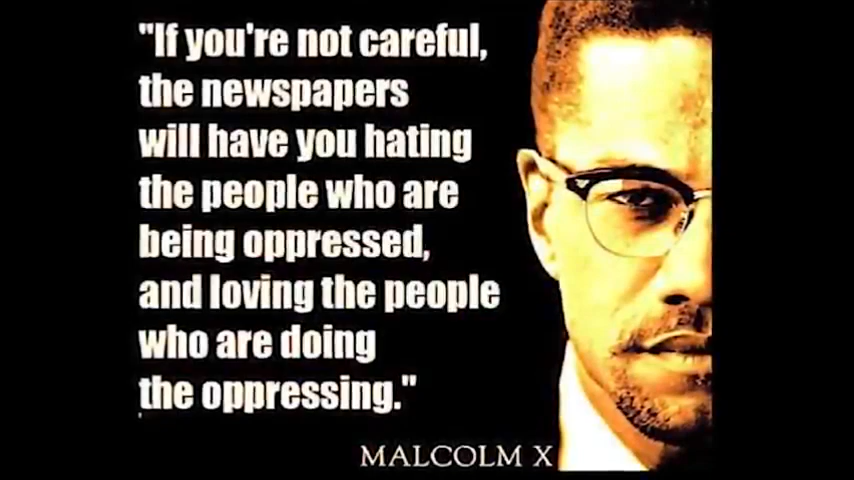 "If you're not careful,
the newspapers
will have you hating
the people who are
being oppressed,
and loving the people
who are doing
the oppressing."
MALCOLM X